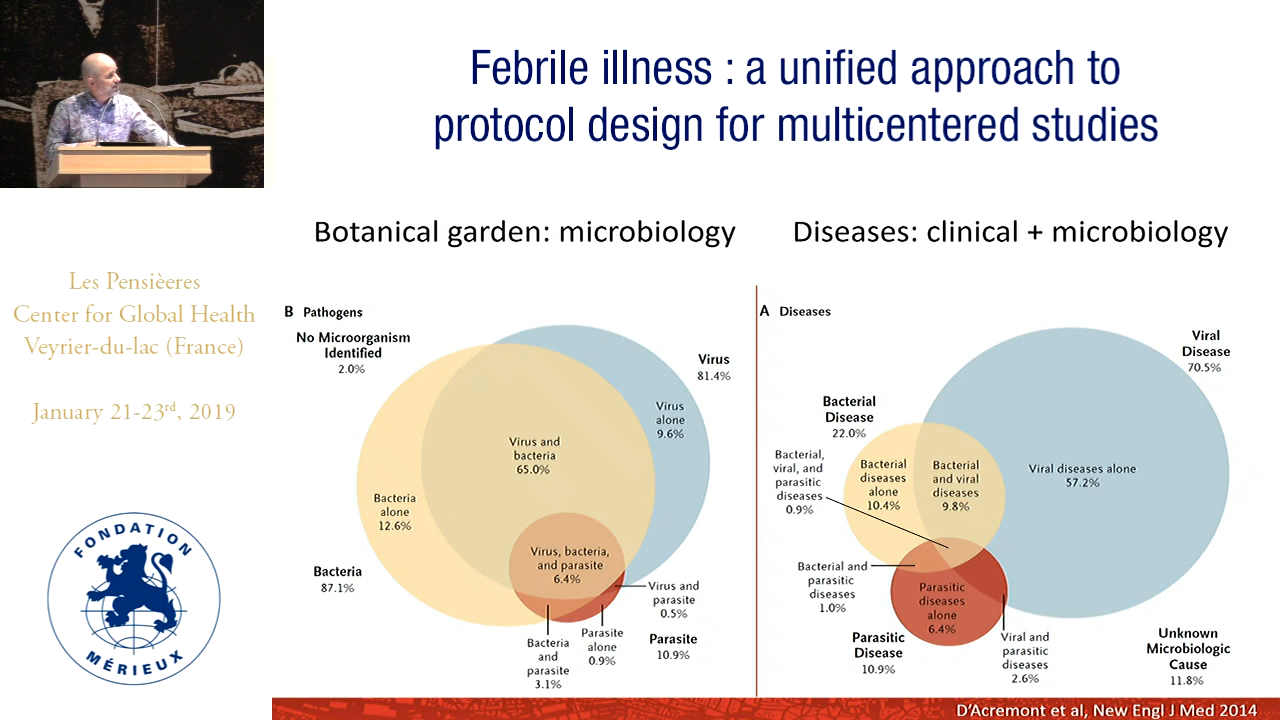 Febrile illness : a unified approach to
protocol design for multicentered studies
Les Pensièeres
Center for Global Health
Veyrier-du-lac (France)
January 21-23rd, 2019
FONDATION
MÉRIEUX
Botanical garden: microbiology
B Pathogens
No Microorganism
Identified
2.0%
Virus
81.4%
Virus
alone
9.6%
Virus and
bacteria
65.0%
Bacteria
alone
12.6%
Virus, bacteria,
and parasite
6.4%
Bacteria
87.1%
Virus and
parasite
0.5%
Parasite
alone
0.9%
Parasite
10.9%
Bacteria
and
parasite
3.1%
Diseases: clinical + microbiology
A Diseases
Viral
Disease
70.5%
Bacterial
Disease
22.0%
Bacterial,
viral, and
parasitic
diseases
0.9%
Bacterial
diseases
alone
10.4%
Bacterial
and viral
diseases
9.8%
Viral diseases alone
57.2%
Bacterial and
parasitic
diseases
1.0%
Parasitic
diseases
alone
6.4%
Parasitic
Disease
10.9%
Viral and
parasitic
diseases
2.6%
Unknown
Microbiologic
Cause
11.8%
D'Acremont et al, New Engl J Med 2014